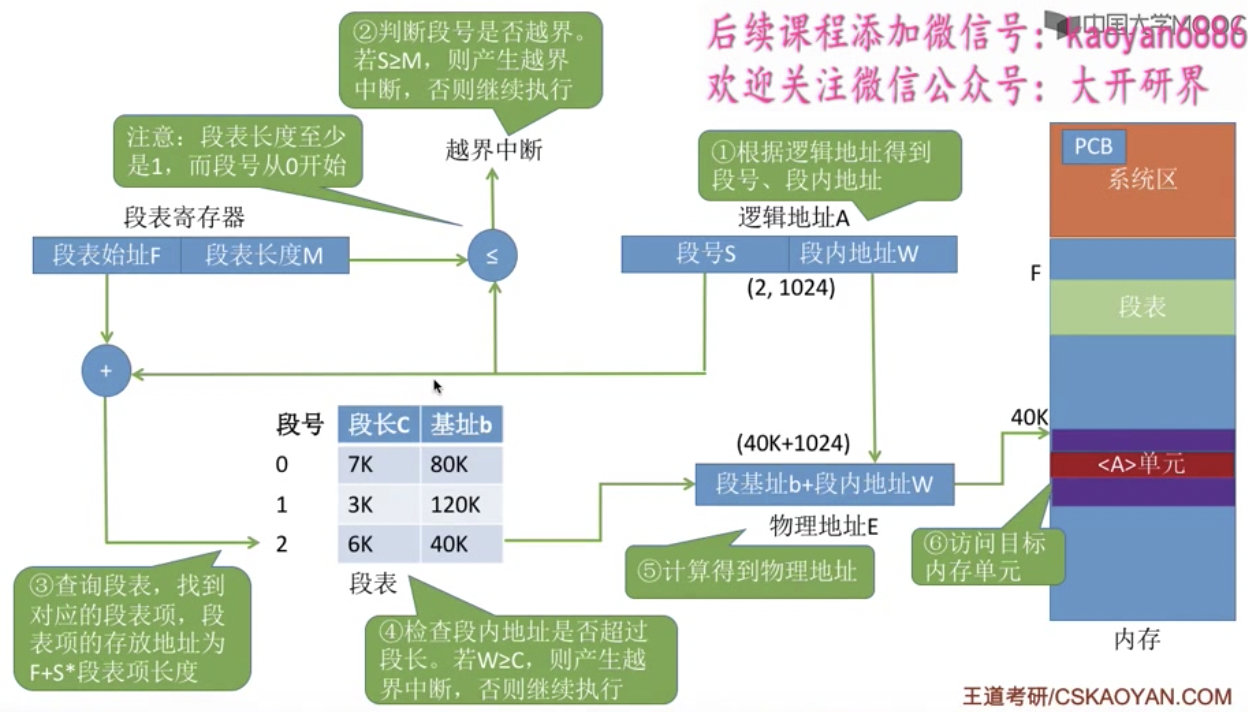 后续课程添加微信号：kaoyan6886
欢迎关注微信公众号：大开研界
中国大学MOOC
②判断段号是否越界。
若S≥M，则产生越界
中断，否则继续执行
注意：段表长度至少
是1，而段号从0开始
越界中断
①根据逻辑地址得到
段号、段内地址
PCB
系统区
段表寄存器
逻辑地址A
段表始址F
段表长度M
≤
段号S
段内地址W
(2, 1024)
F
段表
+
段号
段长C
基址b
0
7K
80K
1
3K
120K
2
6K
40K
段表
(40K+1024)
段基址b+段内地址W
物理地址E
40K
<A>单元
③查询段表，找到
对应的段表项，段
表项的存放地址为
F+S*段表项长度
④检查段内地址是否超过
段长。若W≥C，则产生越
界中断，否则继续执行
⑤计算得到物理地址
⑥访问目标
内存单元
内存
王道考研/CSKAOYAN.COM